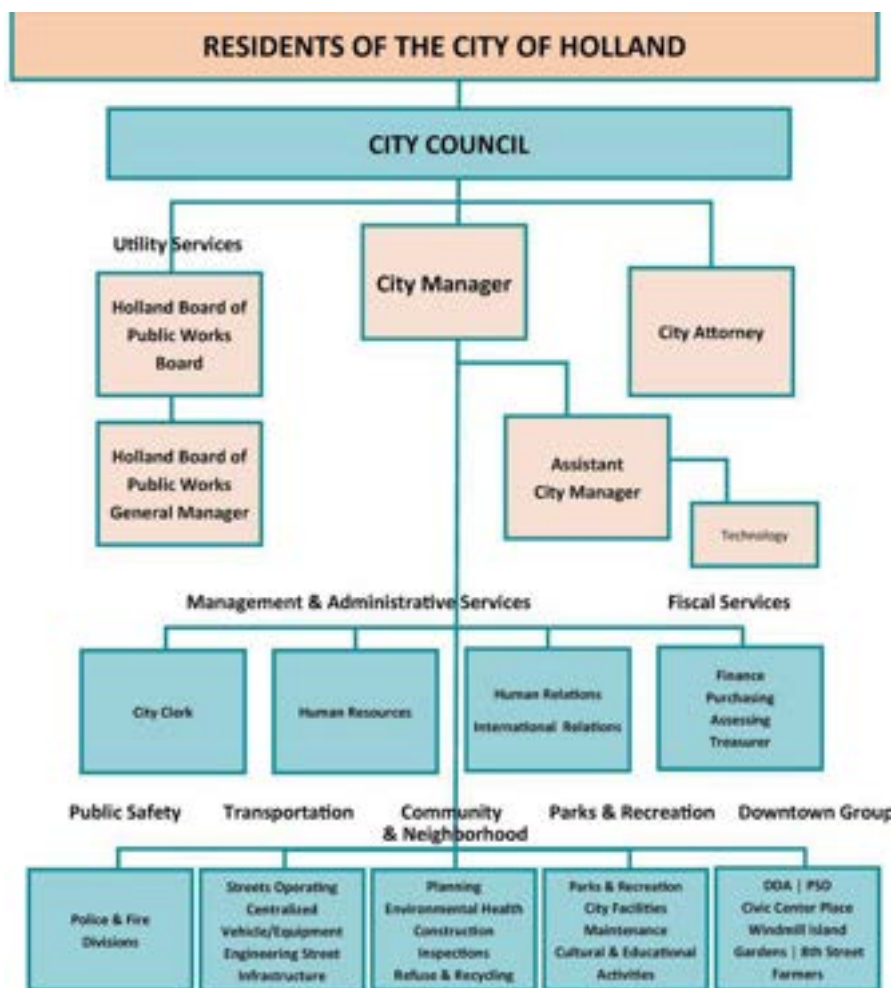 RESIDENTS OF THE CITY OF HOLLAND
CITY COUNCIL
Utility Services
Holland Board of
Public Works
Board
Holland Board of
Public Works
General Manager
City Manager
City Attorney
Assistant
City Manager
Technology
Management & Administrative Services
Fiscal Services
City Clerk
Human Resources
Human Relations
International Relations
Finance
Purchasing
Assessing
Treasurer
Public Safety
Transportation
Community
& Neighborhood
Parks & Recreation
Downtown Group
Police & Fire
Divisions
Streets Operating
Centralized
Vehicle/Equipment
Engineering Street
Infrastructure
Planning
Environmental Health
Construction
Inspections
Refuse & Recycling
Parks & Recreation
City Facilities
Maintenance
Cultural & Educational
Activities
DDA | PSD
Civic Center Place
Windmill Island
Gardens | 8th Street
Farmers